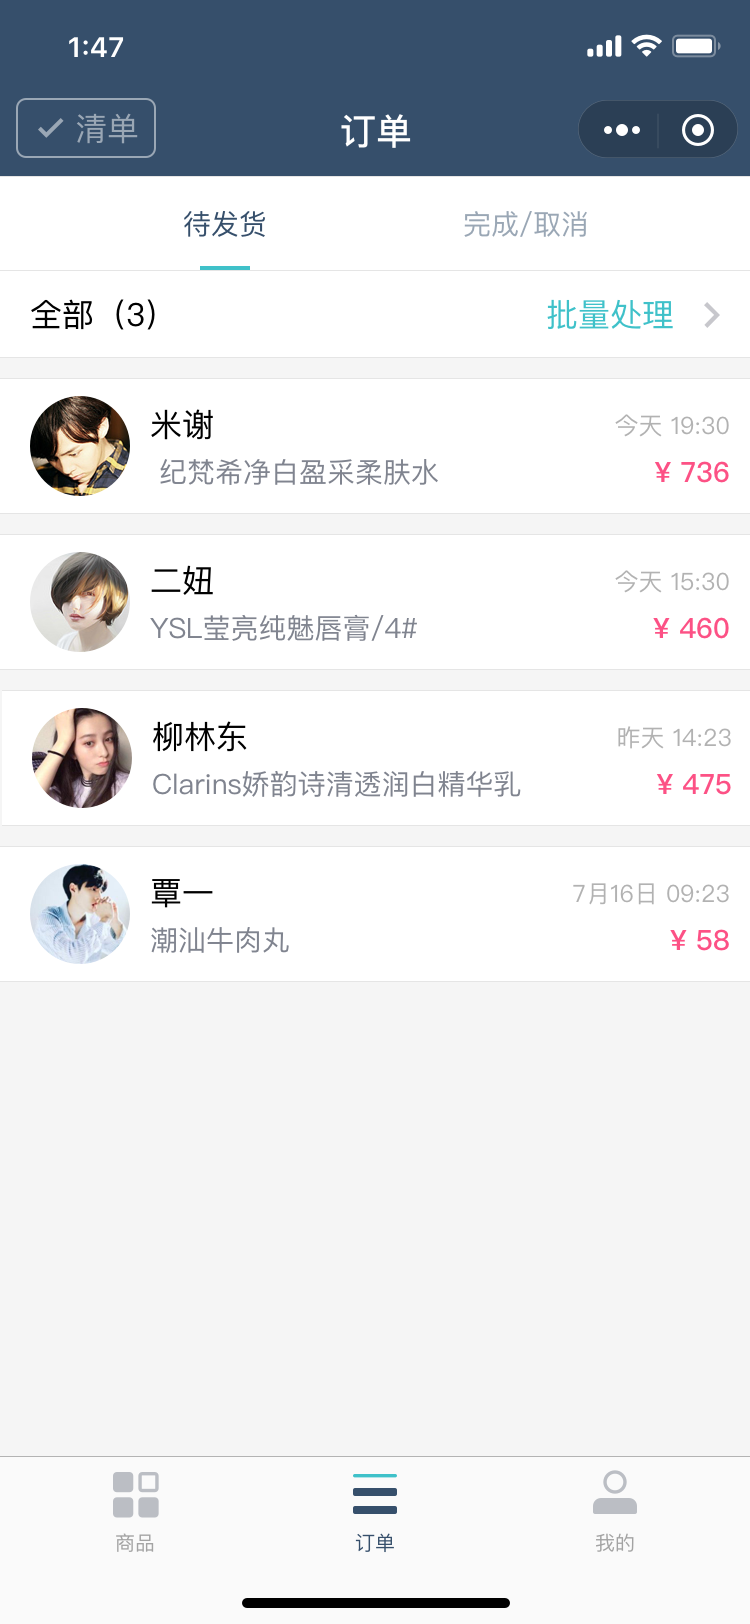 1:47
清单
订单
待发货
完成/取消
全部（3）
批量处理
米谢
今天 19:30
纪梵希净白盈采柔肤水
¥ 736
二妞
今天 15:30
YSL莹亮纯魅唇膏/4#
¥ 460
柳林东
昨天 14:23
Clarins娇韵诗清透润白精华乳
¥ 475
覃一
7月16日 09:23
潮汕牛肉丸
¥ 58
商品
订单
我的